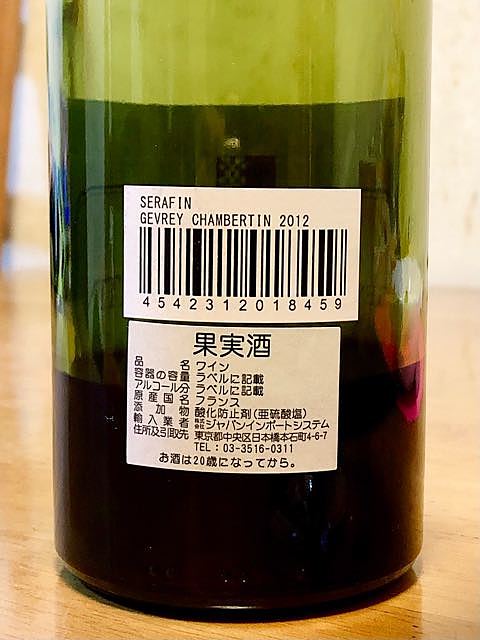 SERAFIN
GEVREY CHAMBERTIN 2012
4542312018459
果実酒
品 名 ワイン
容器の容量 ラベルに記載
アルコール分 ラベルに記載
原産国名 フランス
添加物 酸化防止剤(亜硫酸塩)
輸入業者 株式会社ジャパンインポートシステム
住所及引取先 東京都中央区日本橋本石町4-6-7
TEL:03-3516-0311
お酒は20歳になってから。